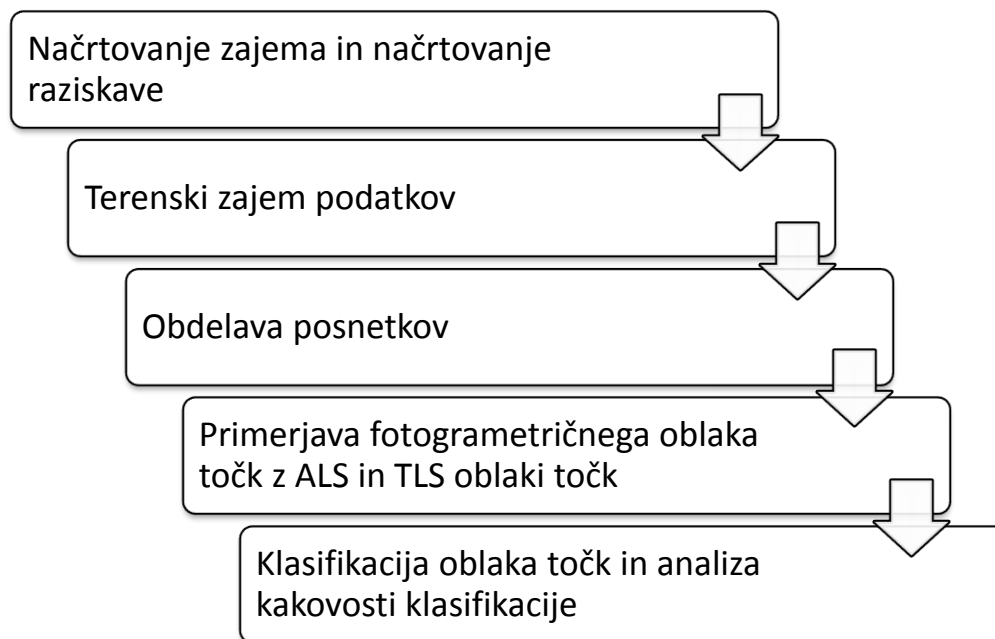 Načrtovanje zajema in načrtovanje
raziskave
Terenski zajem podatkov
Obdelava posnetkov
Primerjava fotogrametričnega oblaka
točk z ALS in TLS oblaki točk
Klasifikacija oblaka točk in analiza
kakovosti klasifikacije